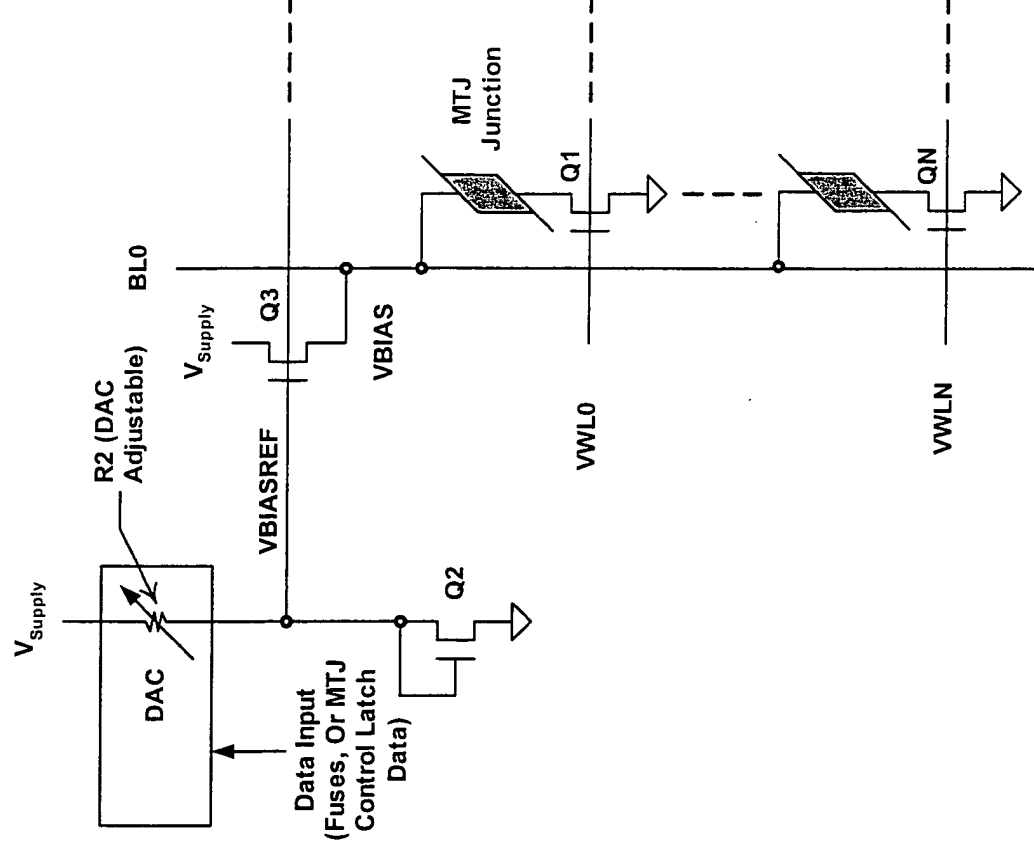 VSupply
R2 (DAC
Adjustable)
BL0
DAC
VSupply
VBIASREF
Q3
Data Input
(Fuses, Or MTJ
Control Latch
Data)
VBIAS
Q2
MTJ
Junction
Q1
VWL0
QN
VWLN